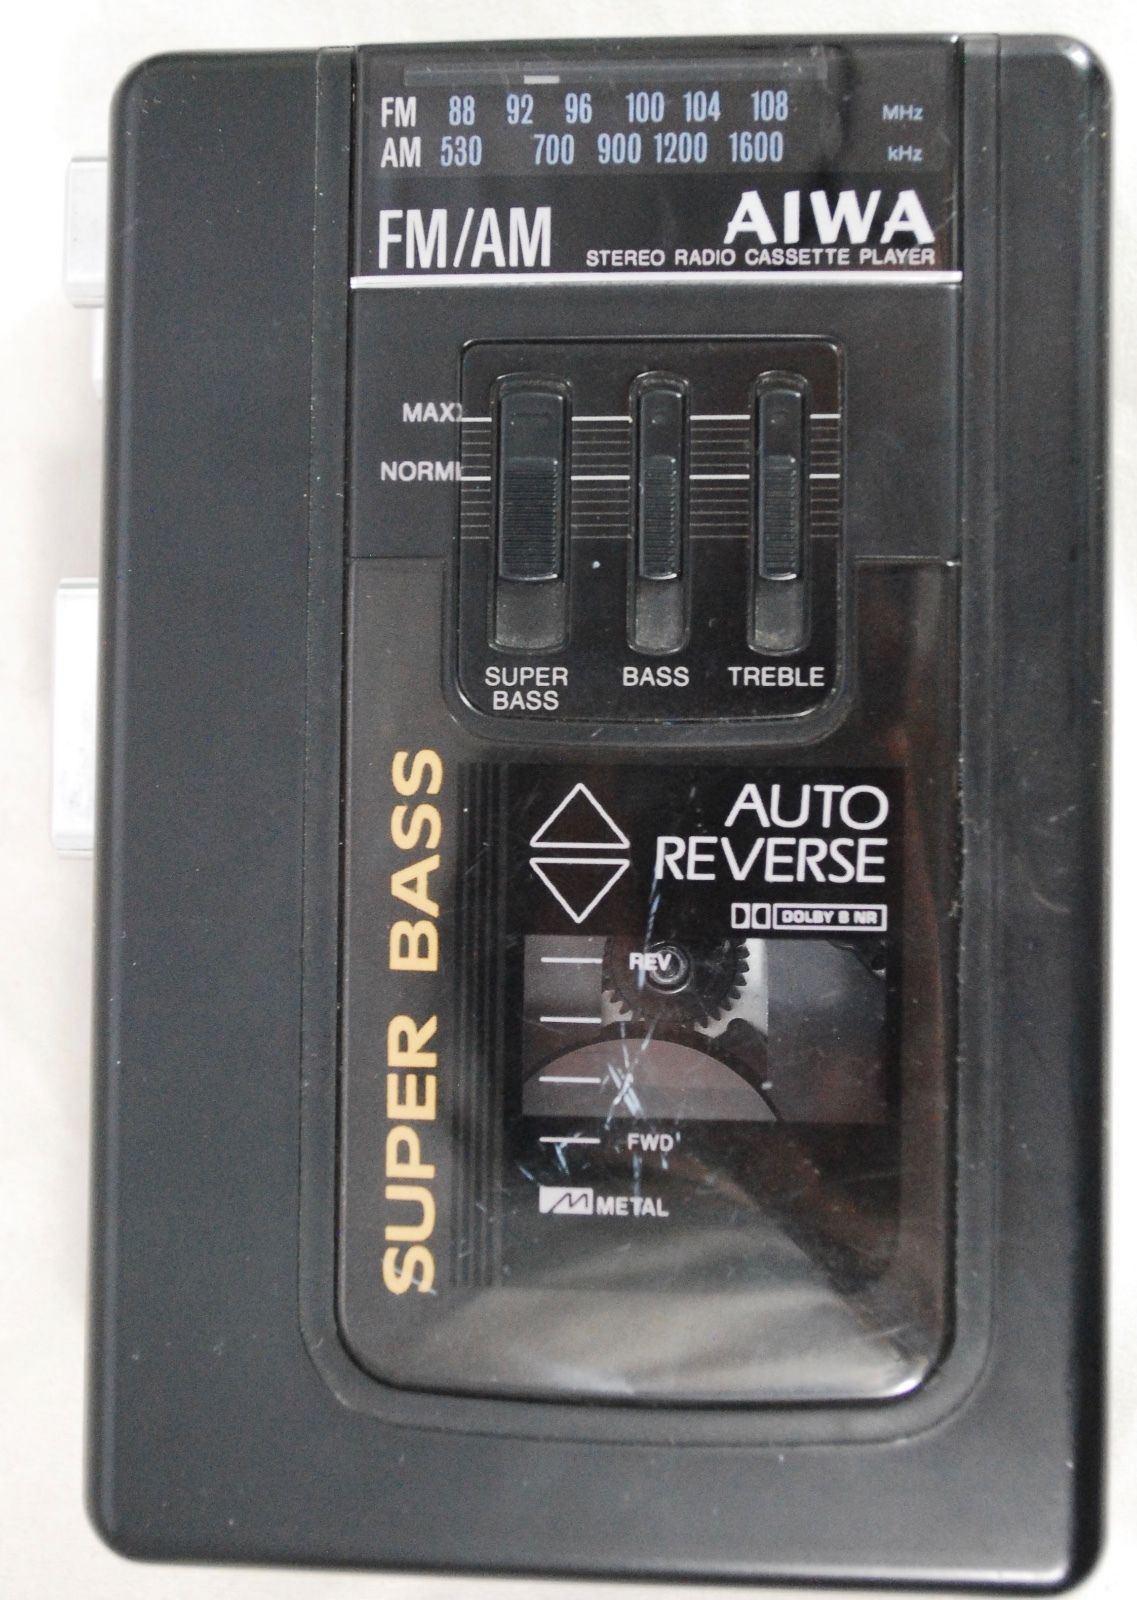 FM 88 92 96 100 104 108 MHz
AM 530 700 900 1200 1600 kHz
FM/AM
AIWA
STEREO RADIO CASSETTE PLAYER
MAX
NORM
SUPER BASS
BASS
TREBLE
SUPER BASS
AUTO
REVERSE
DOLBY B NR
REV
FWD
METAL